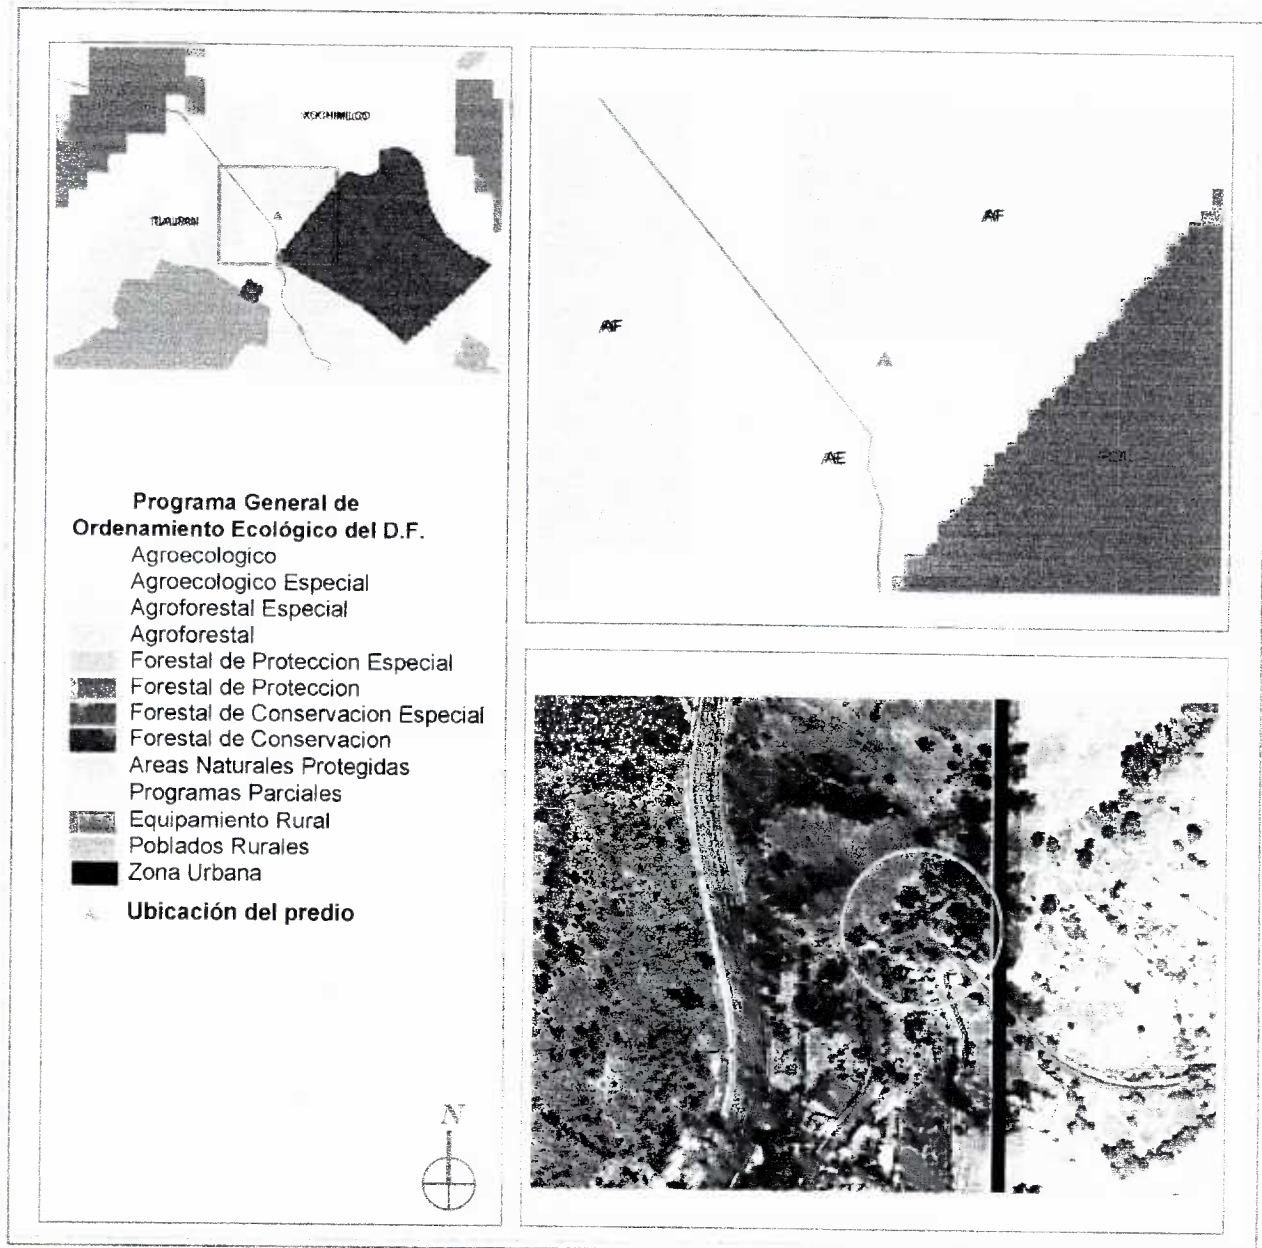 XOCHIMILCO
TLALPAN
AF
AF
AE
Programa General de
Ordenamiento Ecológico del D.F.
Agroecologico
Agroecologico Especial
Agroforestal Especial
Agroforestal
Forestal de Proteccion Especial
Forestal de Proteccion
Forestal de Conservacion Especial
Forestal de Conservacion
Areas Naturales Protegidas
Programas Parciales
Equipamiento Rural
Poblados Rurales
Zona Urbana
Ubicación del predio
N